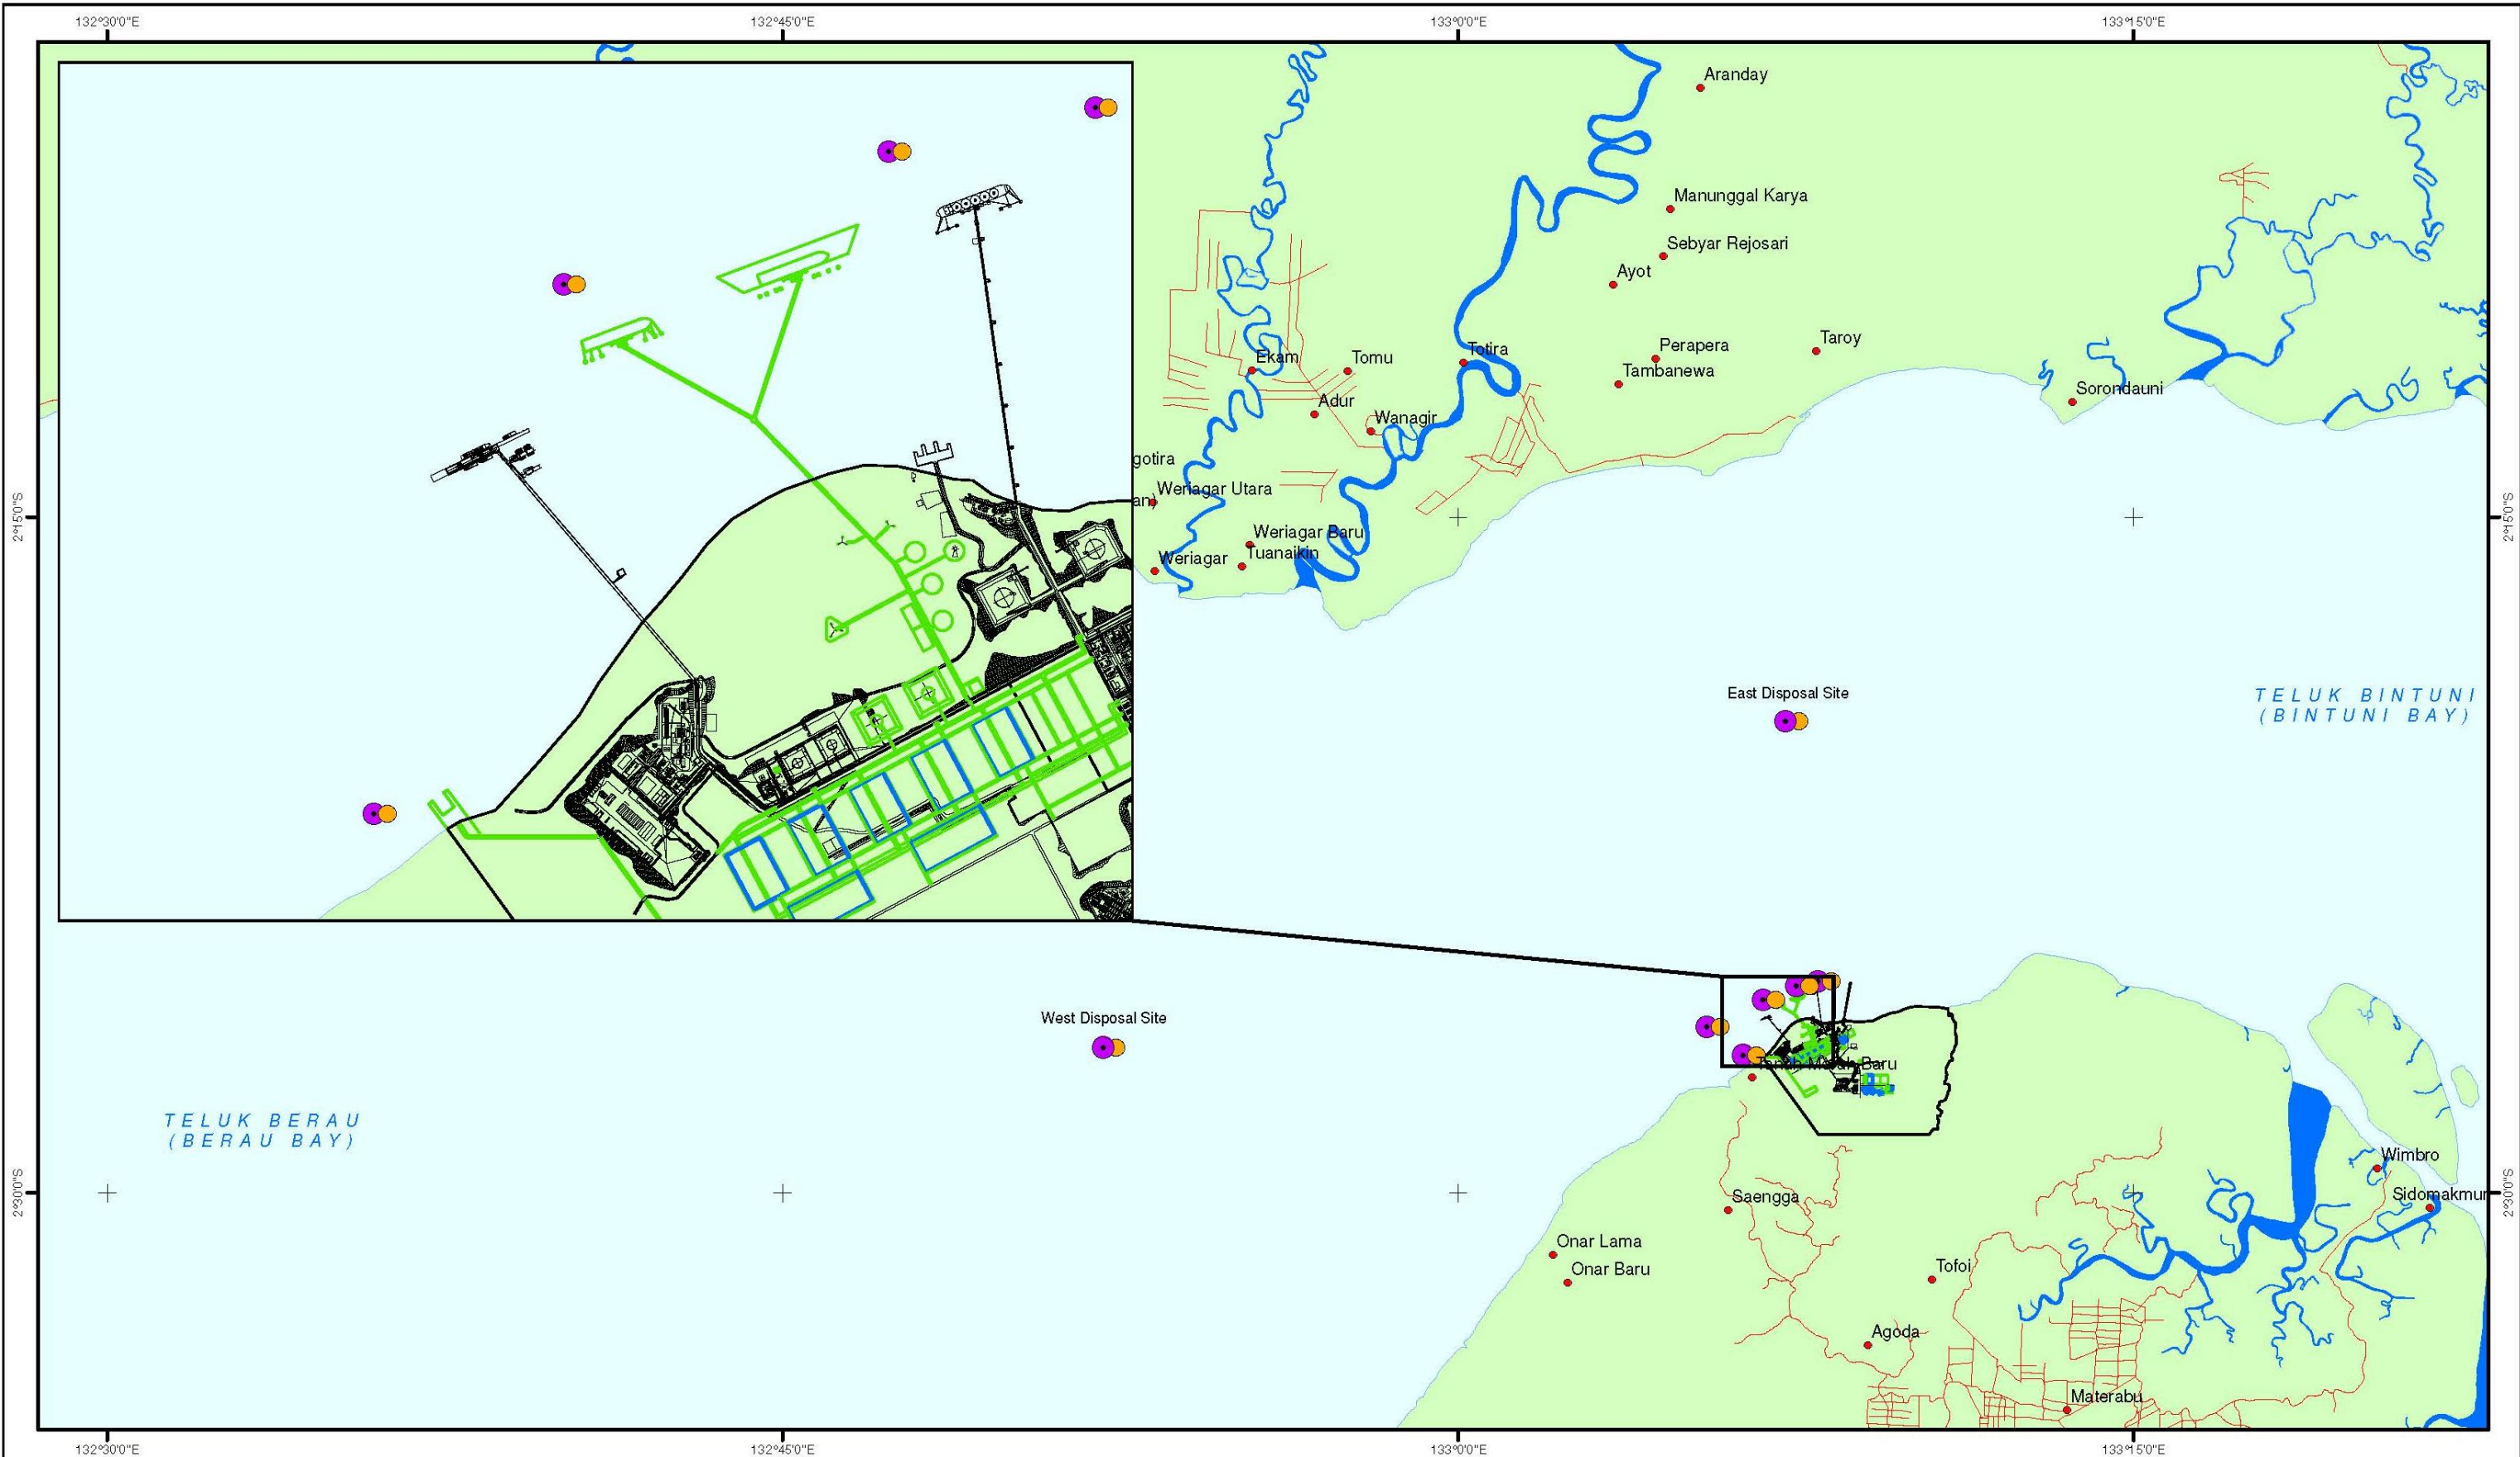 132°30'0"E
132°45'0"E
133°0'0"E
133°15'0"E
Aranday
Manunggal Karya
Sebyar Rejosari
Ayot
Taroy
Totira
Perapera
Ekam
Tomu
Tambanewa
Sorondauni
Adur
Wanagir
gotira
Weriagar Utara
an)
2°15'0"S
2°15'0"S
Weriagar Baru
Tuanaikin
Weriagar
East Disposal Site
TELUK BINTUNI
(BINTUNI BAY)
West Disposal Site
Tanah Merah Baru
TELUK BERAU
(BERAU BAY)
Wimbro
2°30'0"S
Saengga
Sidomakmur
2°30'0"S
Onar Lama
Onar Baru
Tofoi
Agoda
Materabu
132°30'0"E
132°45'0"E
133°0'0"E
133°15'0"E